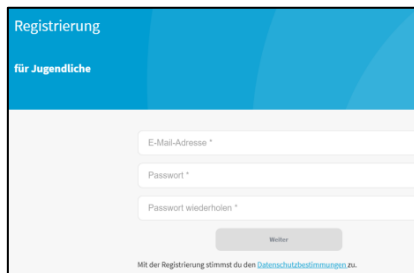 Registrierung
für Jugendliche
E-Mail-Adresse *
Passwort *
Passwort wiederholen *
Weiter
Mit der Registrierung stimmst du den Datenschutzbestimmungen zu.